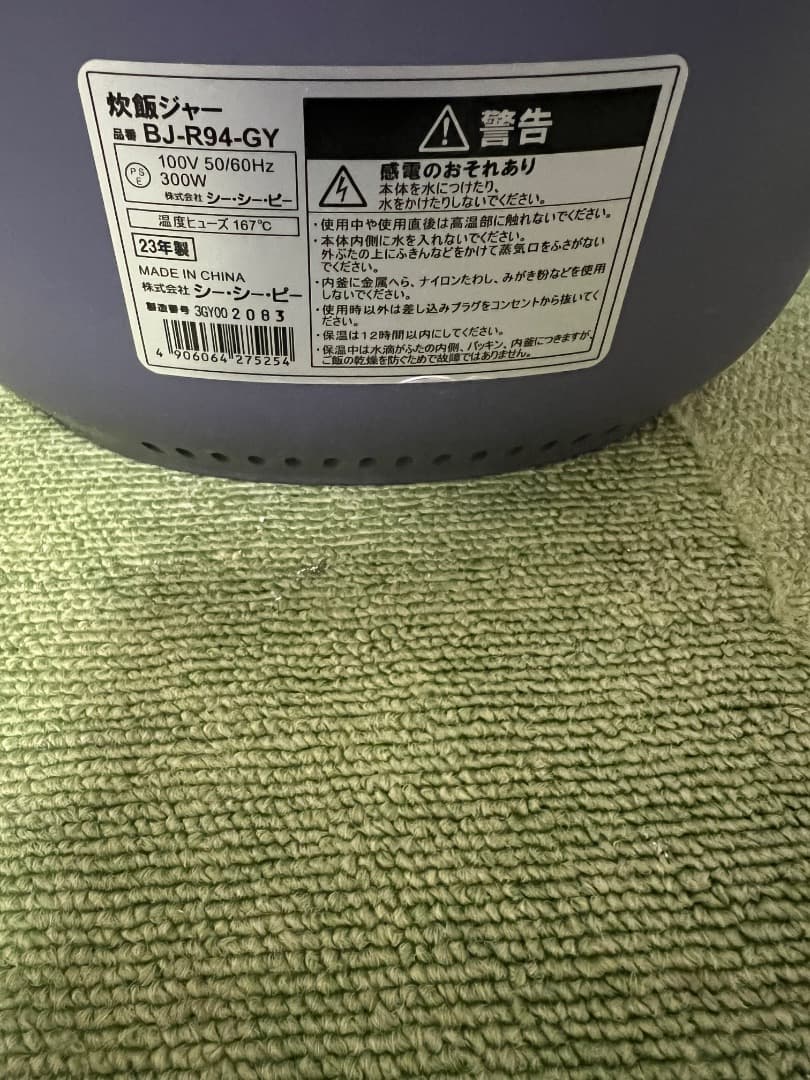 炊飯ジャー
品番 BJ-R94-GY
PSE
100V 50/60Hz
300W
株式会社 シー・シー・ピー
温度ヒューズ 167℃
23年製
MADE IN CHINA
株式会社 シー・シー・ピー
製造番号 3GY00 2083
4 906064 275254
警告
感電のおそれあり
本体を水につけたり、
水をかけたりしないでください。
・使用中や使用直後は高温部に触れないでください。
・本体内側に水を入れないでください。
外ぶたの上にふきんなどをかけて蒸気口をふさがない
でください。
・内釜に金属へら、ナイロンたわし、みがき粉などを使用
しないでください。
・使用時以外は差し込みプラグをコンセントから抜いてく
ださい。
・保温は12時間以内にしてください。
・保温中は水滴がふたの内側、パッキン、内釜につきますが、
ご飯の乾燥を防ぐためで故障ではありません。